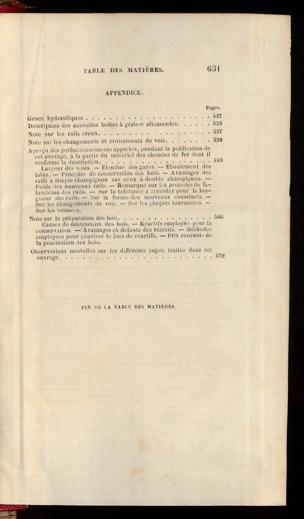 TABLE DES MATIÈRES. 631
APPENDICE.
Pages.
Grues hydrauliques . . . . . . . . . . . . . . . . . . . 527
Description des nouvelles boîtes à graisse allemandes. . . . . . 533
Note sur les rails creux. . . . . . . . . . . . . . . . . 537
Note sur les changements et croisements de voie. . . . . . . . 538
Aperçu des perfectionnements apportés, pendant la publication de
cet ouvrage, à la partie du matériel des chemins de fer dont il
renferme la description. . . . . . . . . . . . . . . . . 559
Largeur des voies. — Étendue des gares. — Éboulement des
talus. — Procédés de conservation des bois. — Avantages des
rails à simple champignon sur ceux à double champignon. —
Poids des nouveaux rails. — Remarque sur les procédés de fa-
brication des rails. — Sur la tolérance à accorder pour la lon-
gueur des rails. — Sur la forme des nouveaux coussinets. —
Sur les changements de voie. — Sur les plaques tournantes. —
Sur les voitures.
Note sur la préparation des bois. . . . . . . . . . . . . . 566
Causes de destruction des bois. — Réactifs employés pour la
conservation. — Avantages et défauts des réactifs. — Méthodes
employées pour pénétrer le bois de réactifs. — Prix courants de
la pénétration des bois.
Observations nouvelles sur les différents sujets traités dans cet
ouvrage. . . . . . . . . . . . . . . . . . . . . . . . 572
FIN DE LA TABLE DES MATIÈRES.